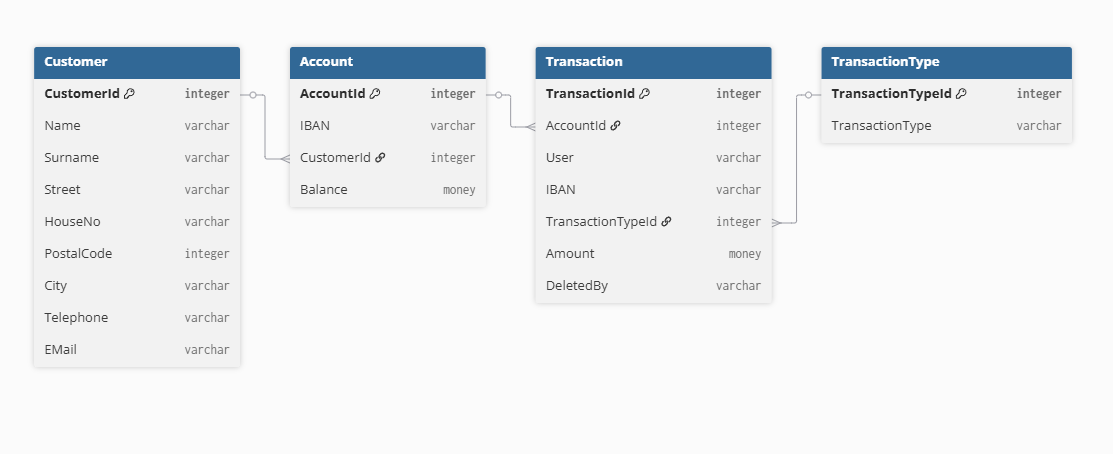 Customer
CustomerId integer
Name varchar
Surname varchar
Street varchar
HouseNo varchar
PostalCode integer
City varchar
Telephone varchar
EMail varchar
Account
AccountId integer
IBAN varchar
CustomerId integer
Balance money
Transaction
TransactionId integer
AccountId integer
User varchar
IBAN varchar
TransactionTypeId integer
Amount money
DeletedBy varchar
TransactionType
TransactionTypeId integer
TransactionType varchar